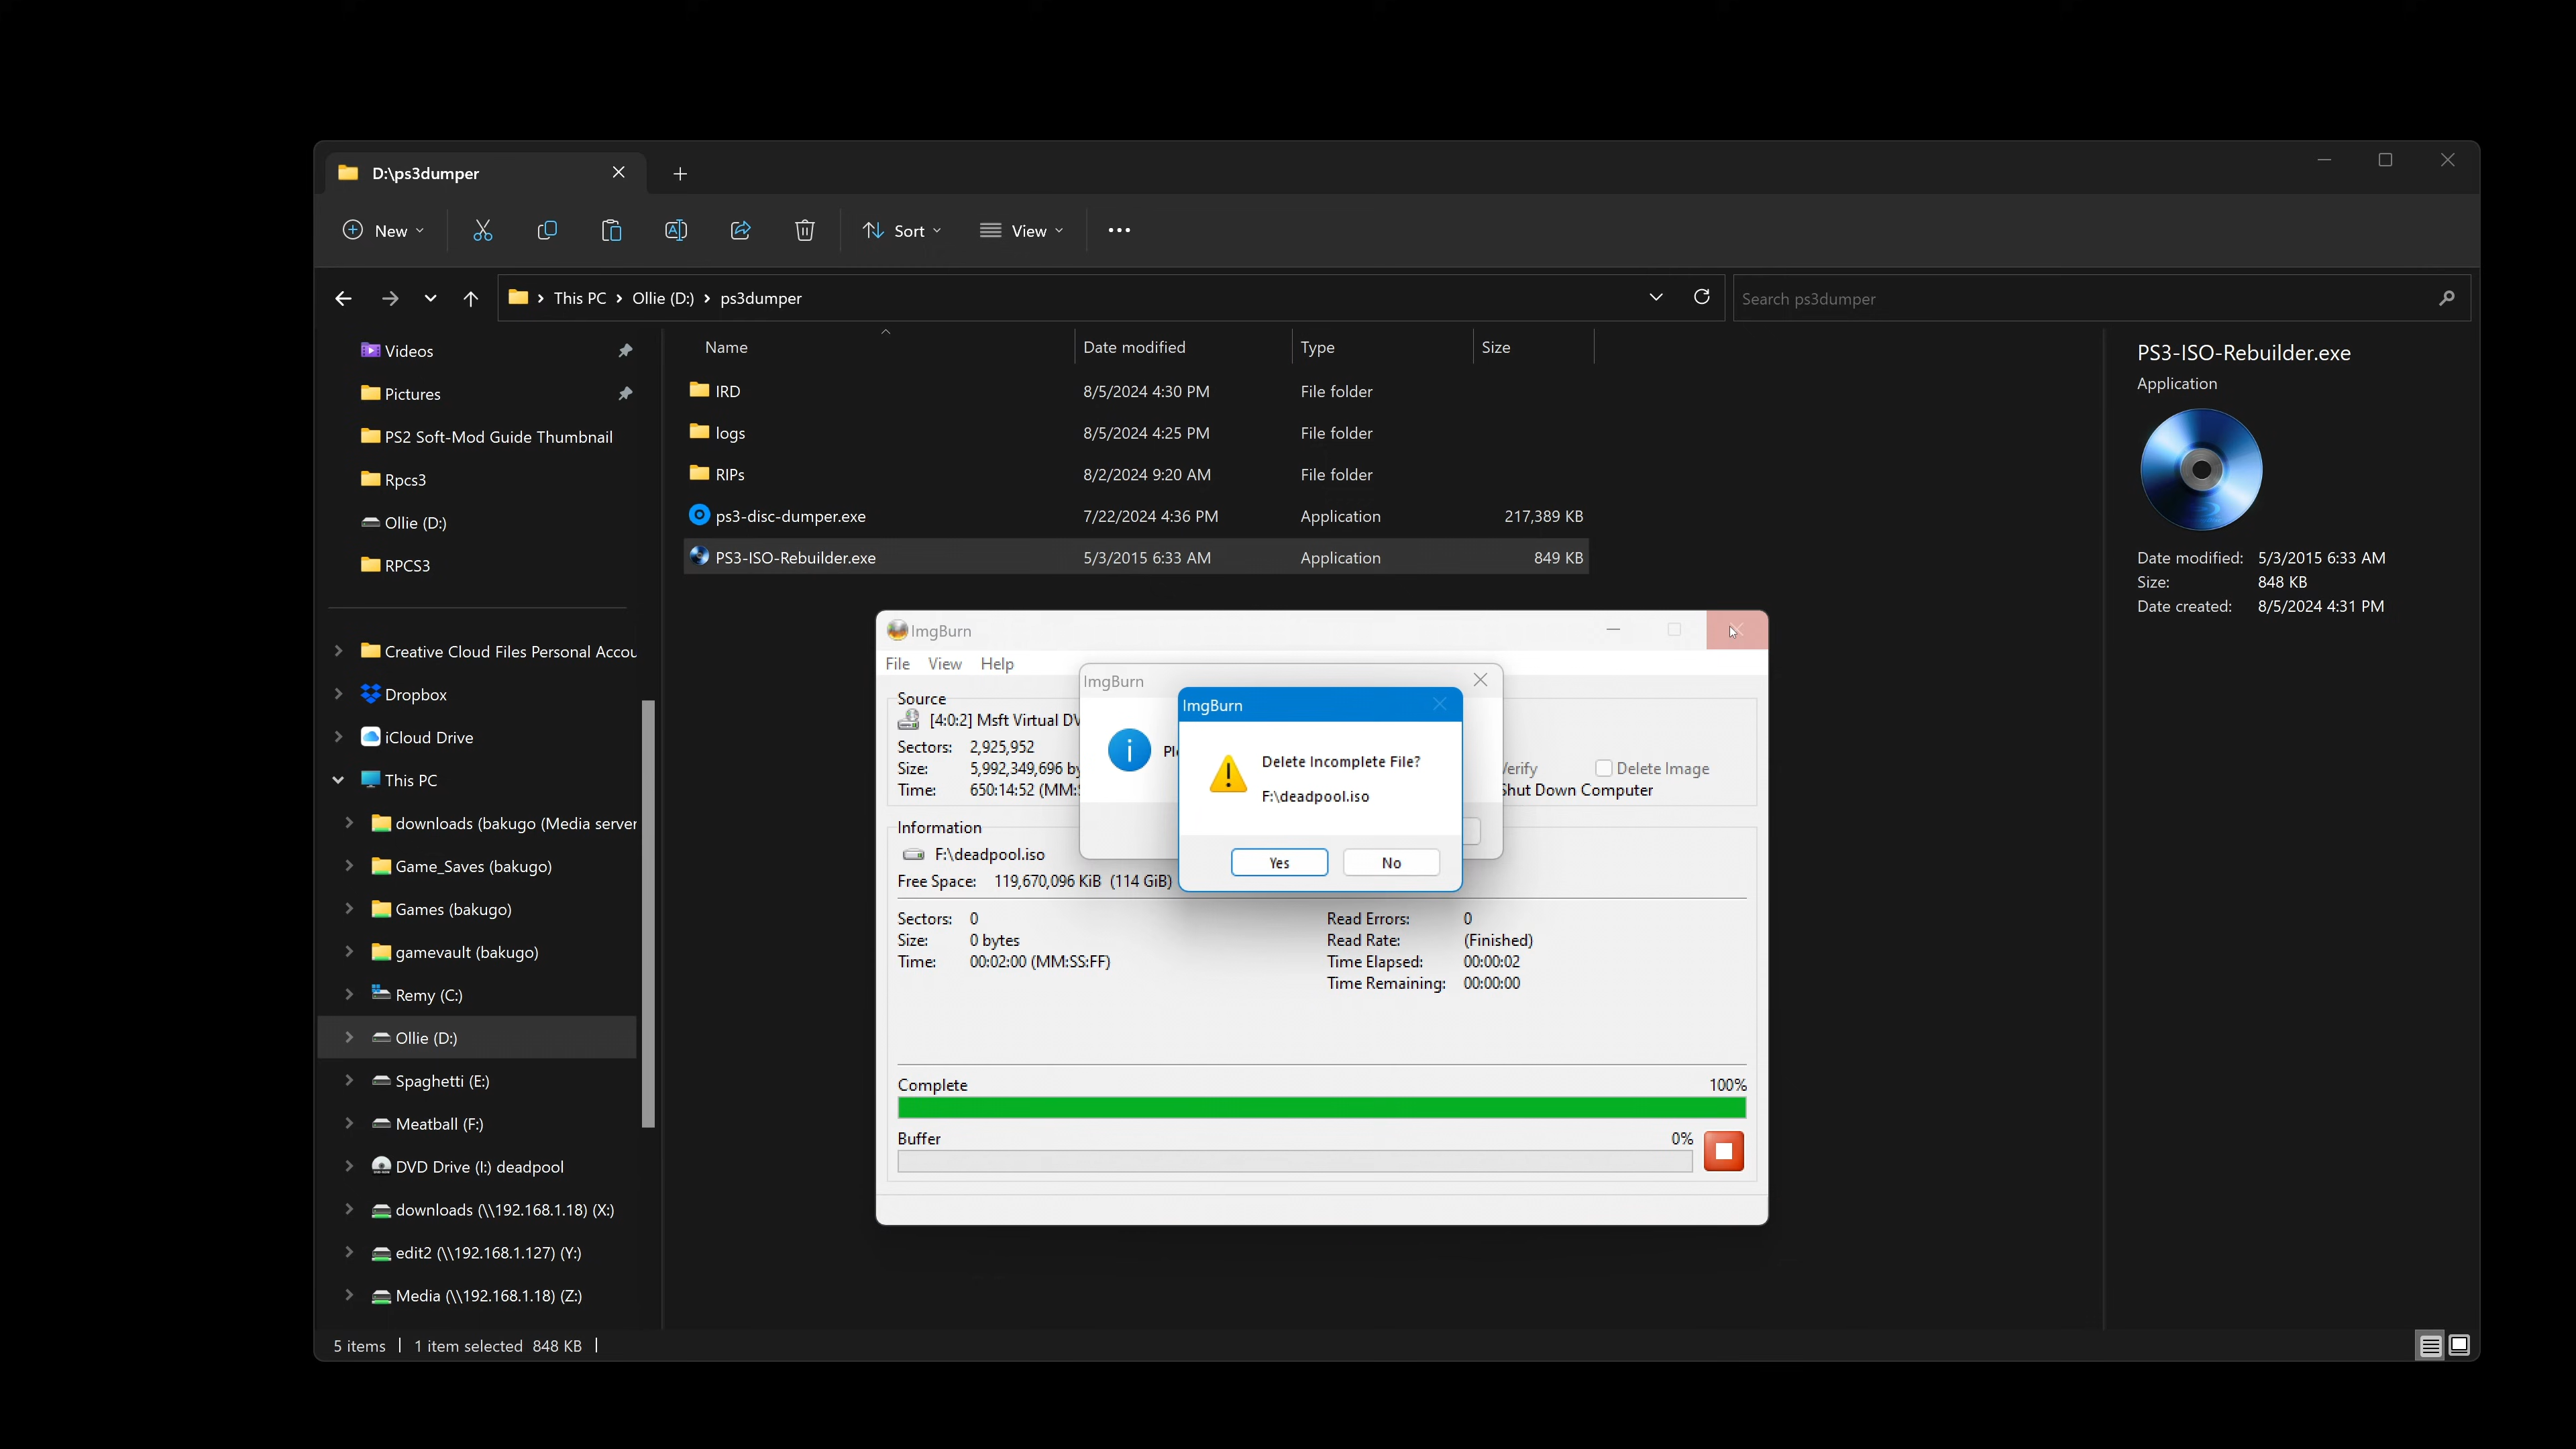 D:\ps3dumper
New
Sort
View
This PC
Ollie (D:)
ps3dumper
Search ps3dumper
Videos
Pictures
PS2 Soft-Mod Guide Thumbnail
Rpcs3
Ollie (D:)
RPCS3
Creative Cloud Files Personal Accou
Dropbox
iCloud Drive
This PC
downloads (bakugo (Media server
Game_Saves (bakugo)
Games (bakugo)
gamevault (bakugo)
Remy (C:)
Ollie (D:)
Spaghetti (E:)
Meatball (F:)
DVD Drive (I:) deadpool
downloads (\\192.168.1.18) (X:)
edit2 (\\192.168.1.127) (Y:)
Media (\\192.168.1.18) (Z:)
Name Date modified Type Size
IRD 8/5/2024 4:30 PM File folder
logs 8/5/2024 4:25 PM File folder
RIPs 8/2/2024 9:20 AM File folder
ps3-disc-dumper.exe 7/22/2024 4:36 PM Application 217,389 KB
PS3-ISO-Rebuilder.exe 5/3/2015 6:33 AM Application 849 KB
PS3-ISO-Rebuilder.exe
Application
Date modified: 5/3/2015 6:33 AM
Size: 848 KB
Date created: 8/5/2024 4:31 PM
ImgBurn
File View Help
Source
[4:0:2] Msft Virtual DV
Sectors: 2,925,952
Size: 5,992,349,696 by
Time: 650:14:52 (MM:S
Verify
Delete Image
Shut Down Computer
ImgBurn
Ple
ImgBurn
Delete Incomplete File?
F:\deadpool.iso
Yes No
Information
F:\deadpool.iso
Free Space: 119,670,096 KiB (114 GiB)
Sectors: 0
Size: 0 bytes
Time: 00:02:00 (MM:SS:FF)
Read Errors: 0
Read Rate: (Finished)
Time Elapsed: 00:00:02
Time Remaining: 00:00:00
Complete 100%
Buffer 0%
5 items
1 item selected 848 KB